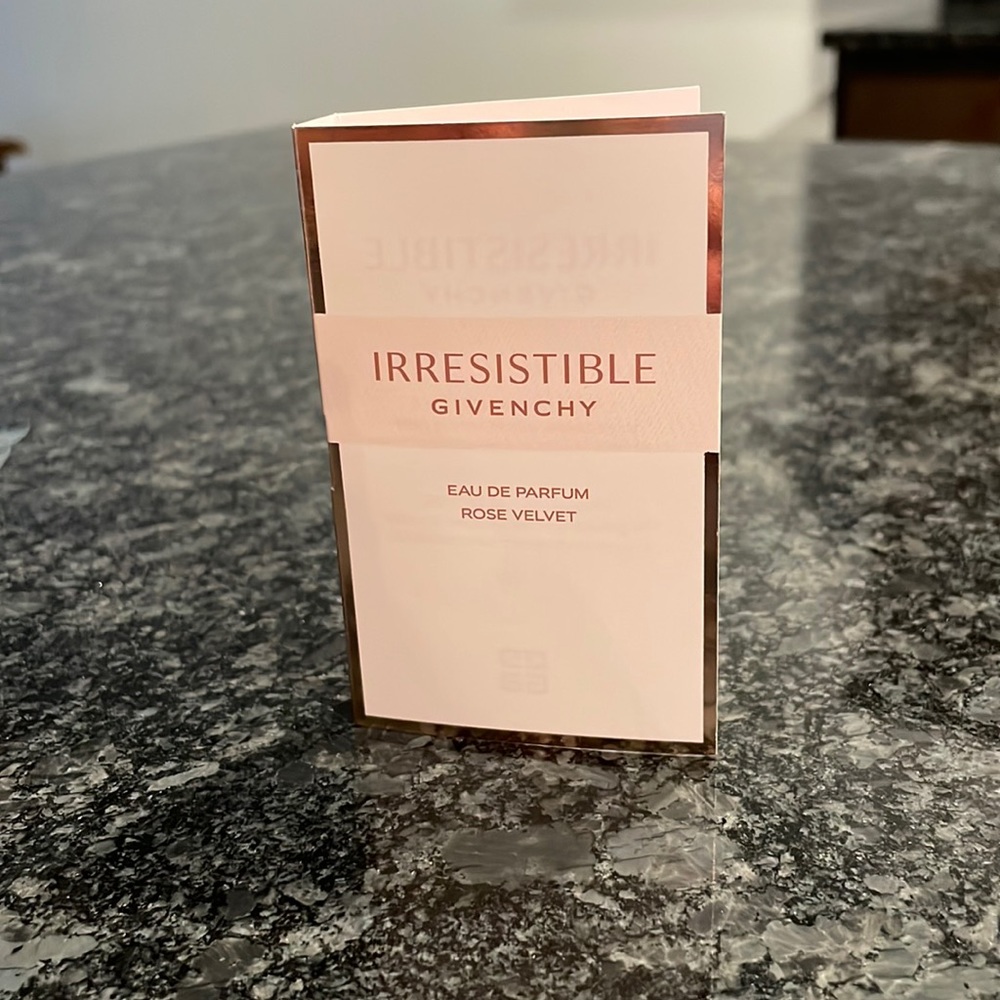 IRRESISTIBLE
GIVENCHY
EAU DE PARFUM
ROSE VELVET